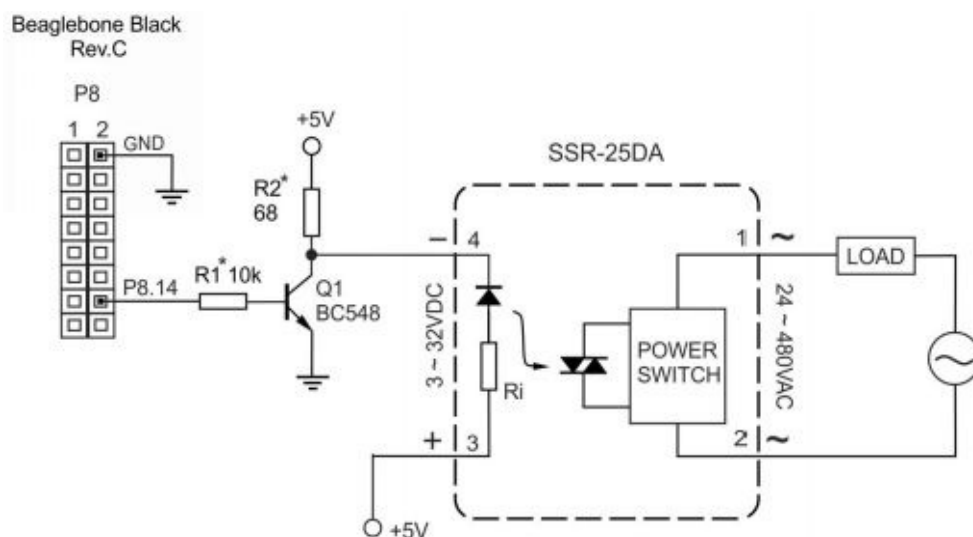 Beaglebone Black
Rev.C
P8
1 2
GND
P8.14
R1* 10k
+5V
R2*
68
Q1
BC548
SSR-25DA
− 4
3 ~ 32VDC
Ri
+ 3
+5V
POWER
SWITCH
1 ~
24 ~ 480VAC
2 ~
LOAD